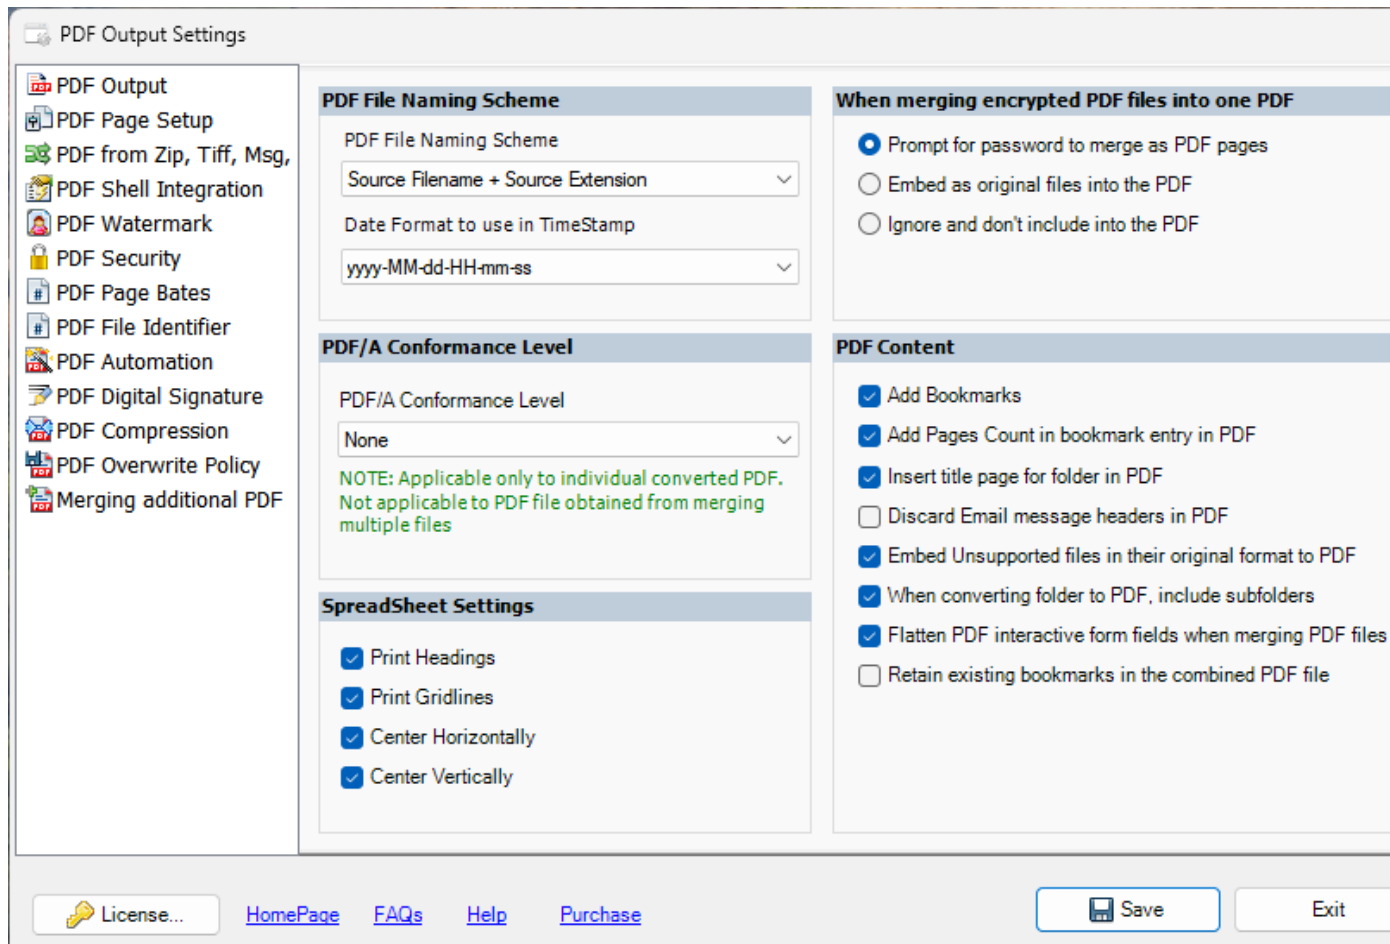 PDF Output Settings
PDF Output
PDF Page Setup
PDF from Zip, Tiff, Msg,
PDF Shell Integration
PDF Watermark
PDF Security
PDF Page Bates
PDF File Identifier
PDF Automation
PDF Digital Signature
PDF Compression
PDF Overwrite Policy
Merging additional PDF
PDF File Naming Scheme
PDF File Naming Scheme
Source Filename + Source Extension
Date Format to use in TimeStamp
yyyy-MM-dd-HH-mm-ss
PDF/A Conformance Level
PDF/A Conformance Level
None
NOTE: Applicable only to individual converted PDF.
Not applicable to PDF file obtained from merging
multiple files
SpreadSheet Settings
Print Headings
Print Gridlines
Center Horizontally
Center Vertically
When merging encrypted PDF files into one PDF
Prompt for password to merge as PDF pages
Embed as original files into the PDF
Ignore and don't include into the PDF
PDF Content
Add Bookmarks
Add Pages Count in bookmark entry in PDF
Insert title page for folder in PDF
Discard Email message headers in PDF
Embed Unsupported files in their original format to PDF
When converting folder to PDF, include subfolders
Flatten PDF interactive form fields when merging PDF files
Retain existing bookmarks in the combined PDF file
License...
HomePage
FAQs
Help
Purchase
Save
Exit